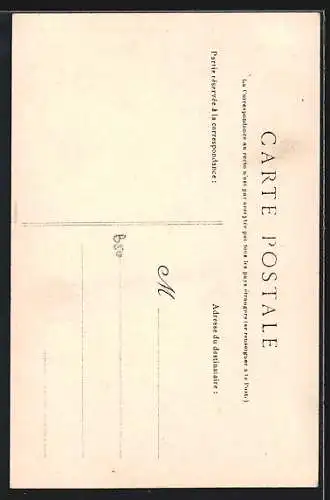 CARTE POSTALE
(La Correspondance au recto n'est pas acceptée par tous les pays étrangers (se renseigner à la Poste)
Partie réservée à la correspondance :
Adresse du destinataire :
M
B50